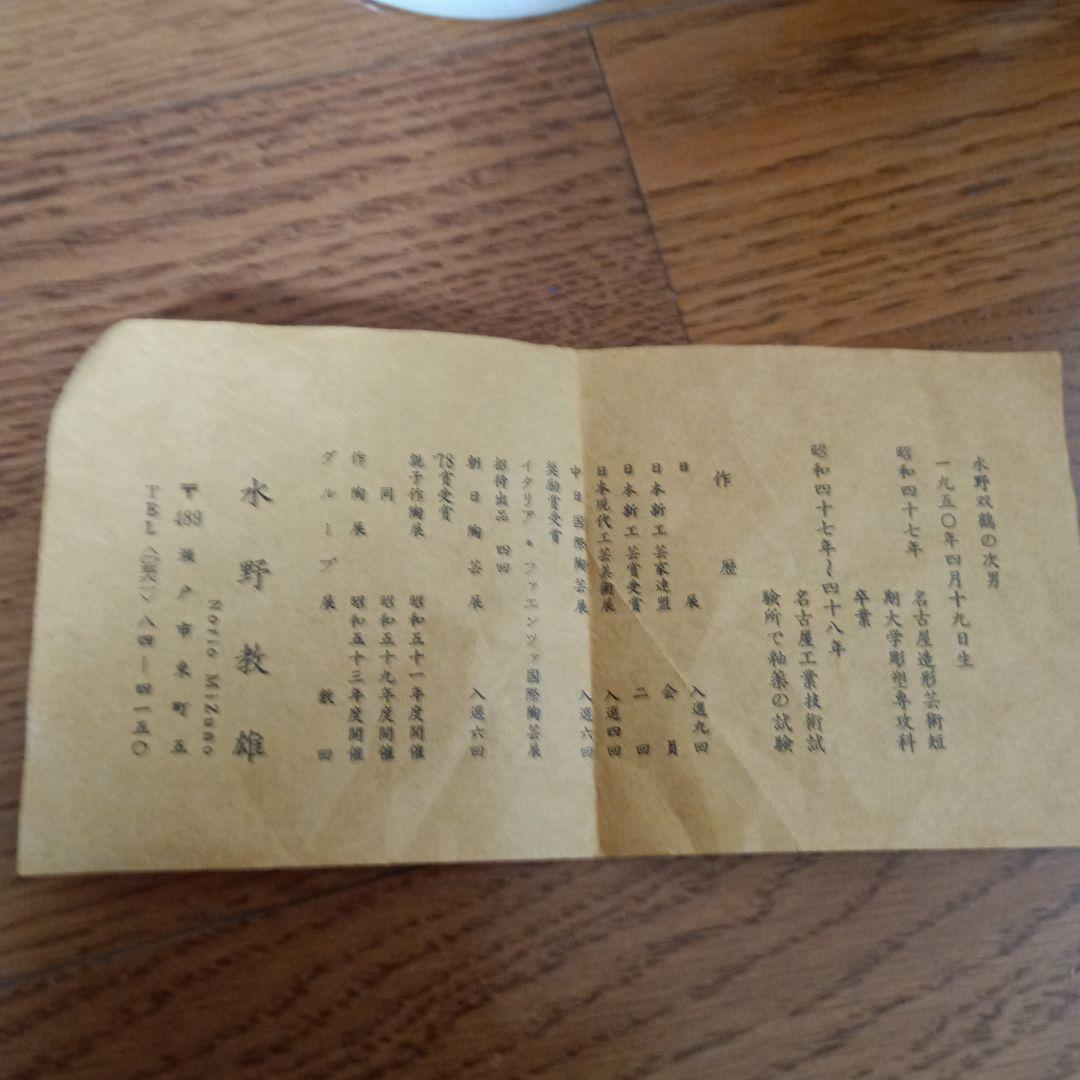 水野双鶴の次男
一九五〇年四月十九日生
昭和四十七年 名古屋造形芸術短
期大学彫塑専攻科
卒業
昭和四十七年~四十八年
名古屋工業技術試
験所で釉薬の試験
作歴
日展 入選九回
日本新工芸家連盟 会員
日本新工芸賞受賞 二回
日本現代工芸美術展 入選四回
中日国際陶芸展 入選六回
奨励賞受賞
イタリア・ファエンツァ国際陶芸展
招待出品 四回
朝日陶芸展 入選六回
'78賞受賞
親子作陶展 昭和五十一年度開催
同 昭和五十九年度開催
作陶展 昭和五十三年度開催
グループ展 数回
水野教雄
Norio MiZuno
〒489 瀬戸市東町五
TEL〈〇五六一〉八四―四一五〇